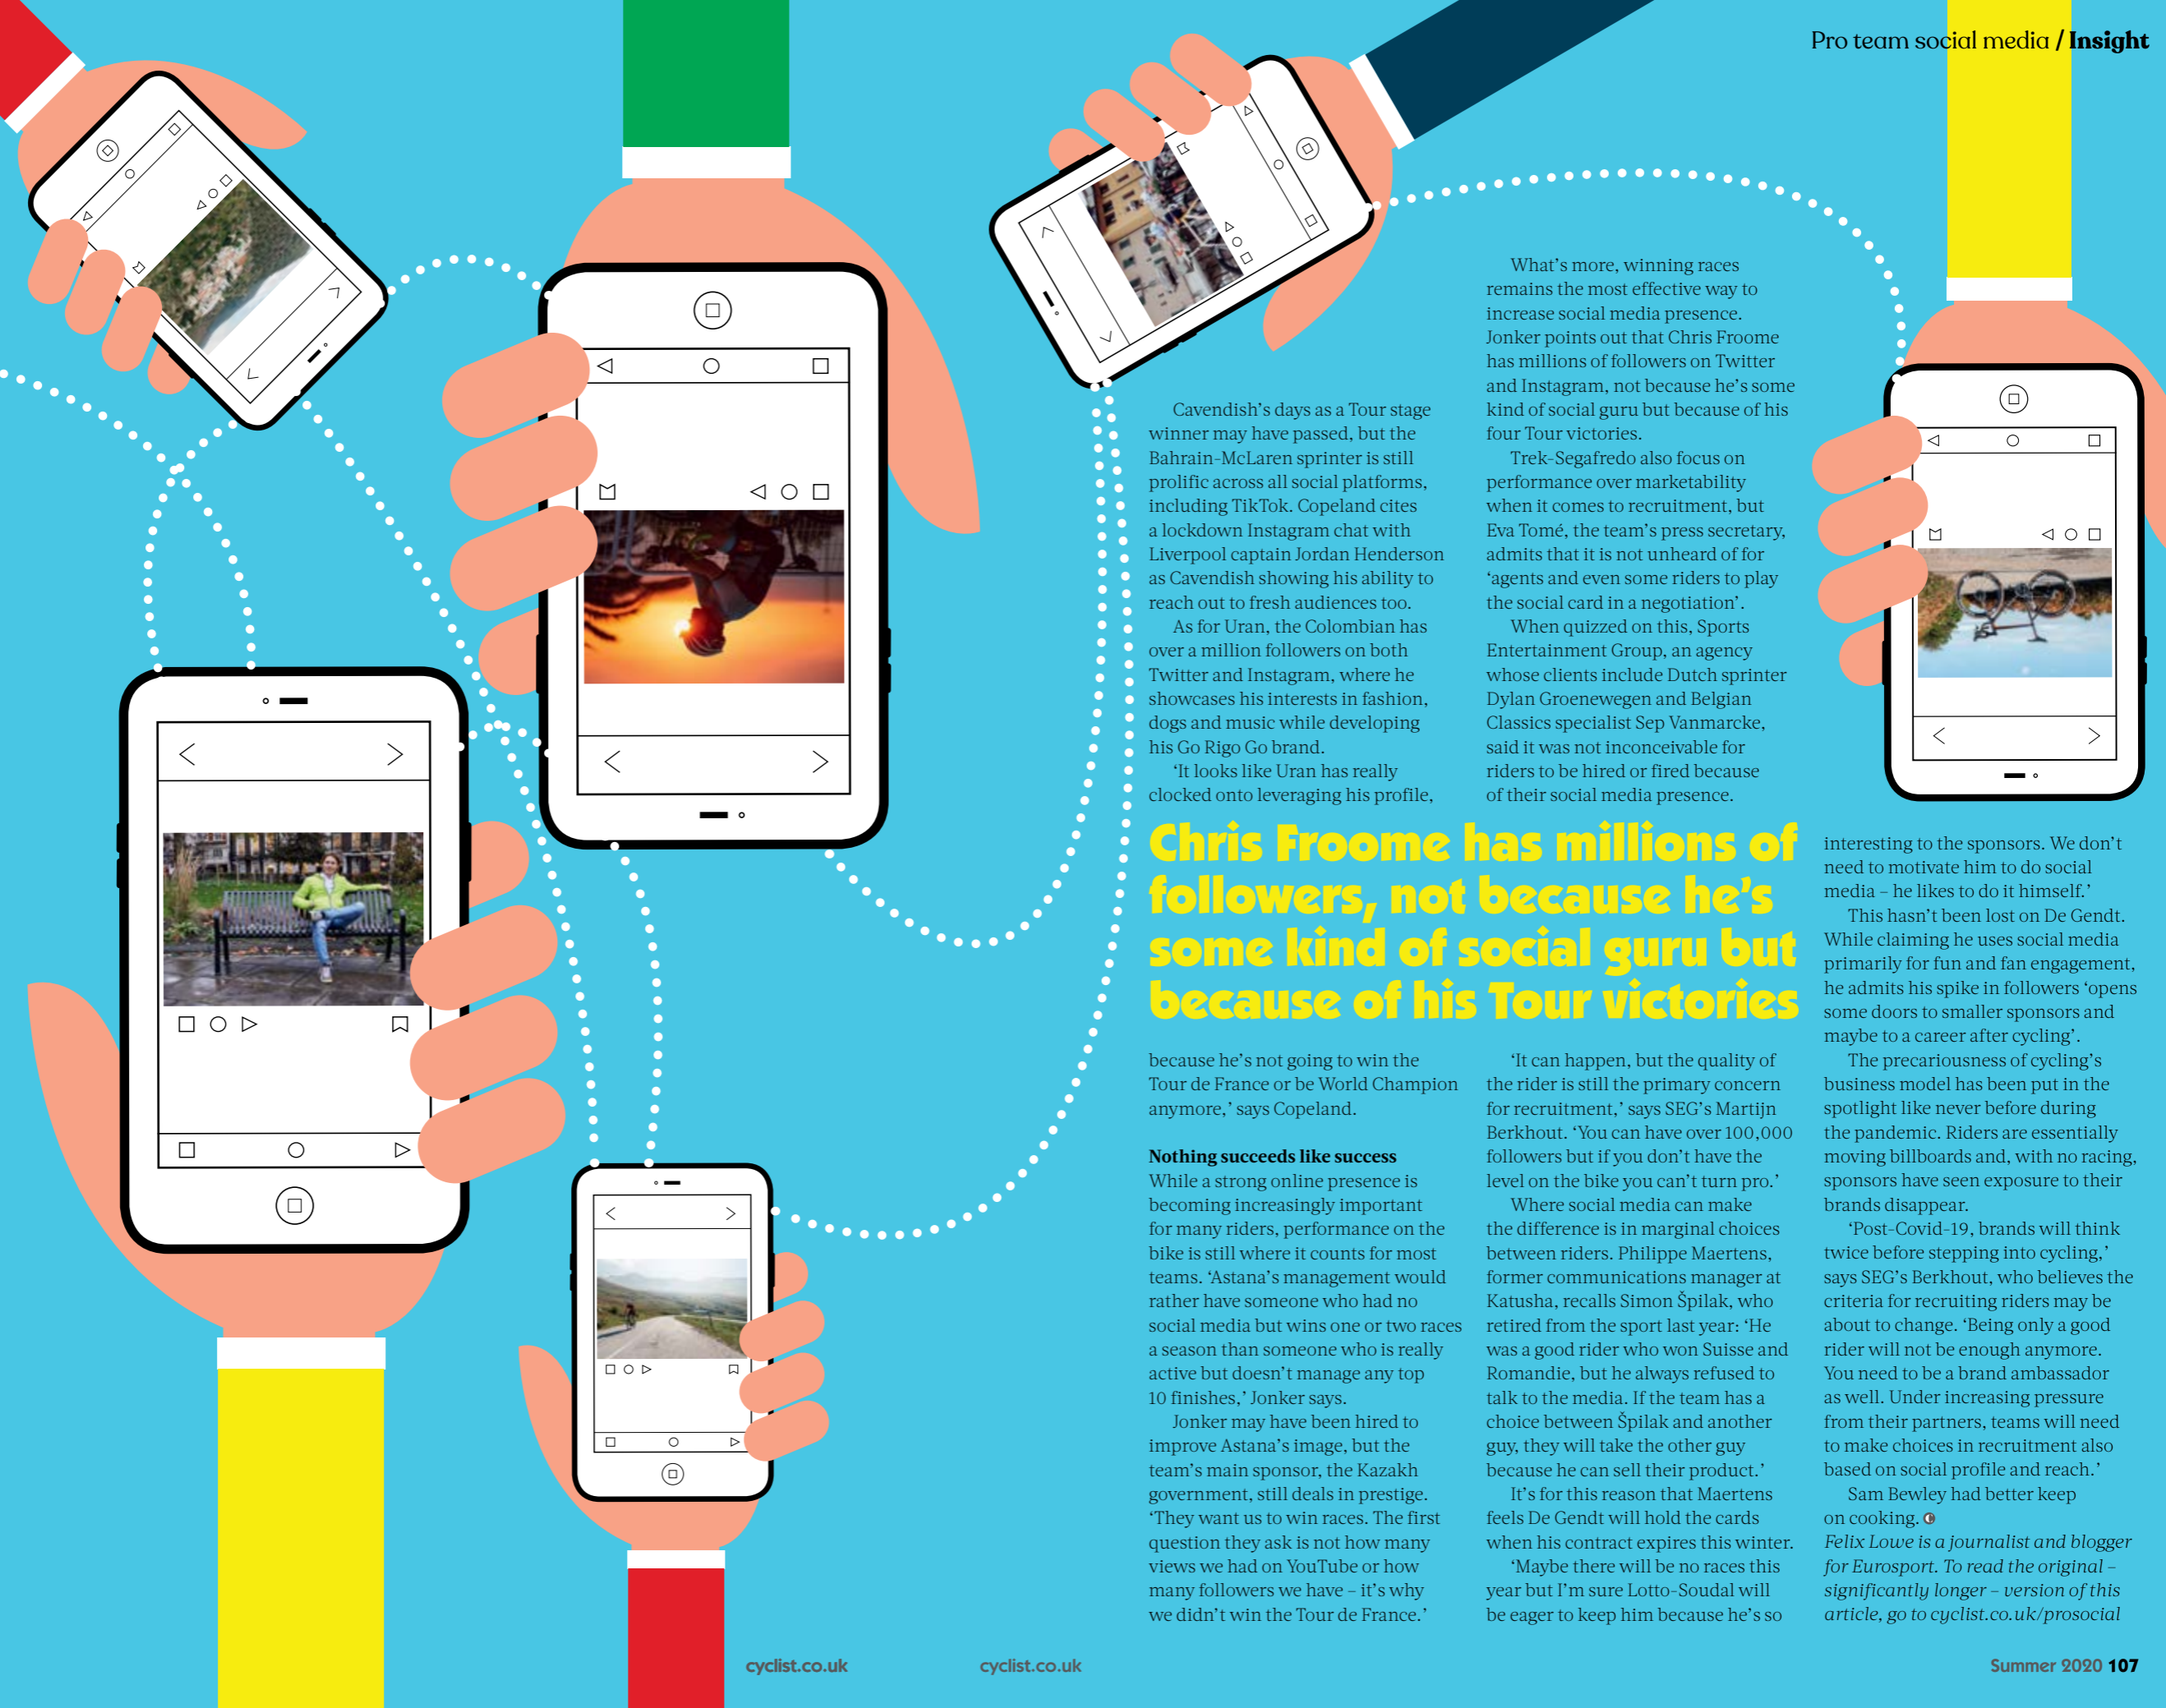 Pro team social media / Insight
Cavendish's days as a Tour stage
winner may have passed, but the
Bahrain-McLaren sprinter is still
prolific across all social platforms,
including TikTok. Copeland cites
a lockdown Instagram chat with
Liverpool captain Jordan Henderson
as Cavendish showing his ability to
reach out to fresh audiences too.
As for Uran, the Colombian has
over a million followers on both
Twitter and Instagram, where he
showcases his interests in fashion,
dogs and music while developing
his Go Rigo Go brand.
‘It looks like Uran has really
clocked onto leveraging his profile,
because he's not going to win the
Tour de France or be World Champion
anymore,’ says Copeland.
Nothing succeeds like success
While a strong online presence is
becoming increasingly important
for many riders, performance on the
bike is still where it counts for most
teams. ‘Astana's management would
rather have someone who had no
social media but wins one or two races
a season than someone who is really
active but doesn't manage any top
10 finishes,’ Jonker says.
Jonker may have been hired to
improve Astana's image, but the
team's main sponsor, the Kazakh
government, still deals in prestige.
‘They want us to win races. The first
question they ask is not how many
views we had on YouTube or how
many followers we have – it's why
we didn't win the Tour de France.’
What's more, winning races
remains the most effective way to
increase social media presence.
Jonker points out that Chris Froome
has millions of followers on Twitter
and Instagram, not because he's some
kind of social guru but because of his
four Tour victories.
Trek-Segafredo also focus on
performance over marketability
when it comes to recruitment, but
Eva Tomé, the team's press secretary,
admits that it is not unheard of for
‘agents and even some riders to play
the social card in a negotiation’.
When quizzed on this, Sports
Entertainment Group, an agency
whose clients include Dutch sprinter
Dylan Groenewegen and Belgian
Classics specialist Sep Vanmarcke,
said it was not inconceivable for
riders to be hired or fired because
of their social media presence.
Chris Froome has millions of
followers, not because he's
some kind of social guru but
because of his Tour victories
‘It can happen, but the quality of
the rider is still the primary concern
for recruitment,’ says SEG's Martijn
Berkhout. ‘You can have over 100,000
followers but if you don't have the
level on the bike you can't turn pro.’
Where social media can make
the difference is in marginal choices
between riders. Philippe Maertens,
former communications manager at
Katusha, recalls Simon Špilak, who
retired from the sport last year: ‘He
was a good rider who won Suisse and
Romandie, but he always refused to
talk to the media. If the team has a
choice between Špilak and another
guy, they will take the other guy
because he can sell their product.’
It's for this reason that Maertens
feels De Gendt will hold the cards
when his contract expires this winter.
‘Maybe there will be no races this
year but I'm sure Lotto-Soudal will
be eager to keep him because he's so
interesting to the sponsors. We don't
need to motivate him to do social
media – he likes to do it himself.’
This hasn't been lost on De Gendt.
While claiming he uses social media
primarily for fun and fan engagement,
he admits his spike in followers ‘opens
some doors to smaller sponsors and
maybe to a career after cycling’.
The precariousness of cycling's
business model has been put in the
spotlight like never before during
the pandemic. Riders are essentially
moving billboards and, with no racing,
sponsors have seen exposure to their
brands disappear.
‘Post-Covid-19, brands will think
twice before stepping into cycling,’
says SEG's Berkhout, who believes the
criteria for recruiting riders may be
about to change. ‘Being only a good
rider will not be enough anymore.
You need to be a brand ambassador
as well. Under increasing pressure
from their partners, teams will need
to make choices in recruitment also
based on social profile and reach.’
Sam Bewley had better keep
on cooking.
Felix Lowe is a journalist and blogger
for Eurosport. To read the original –
significantly longer – version of this
article, go to cyclist.co.uk/prosocial
cyclist.co.uk
cyclist.co.uk
Summer 2020 107